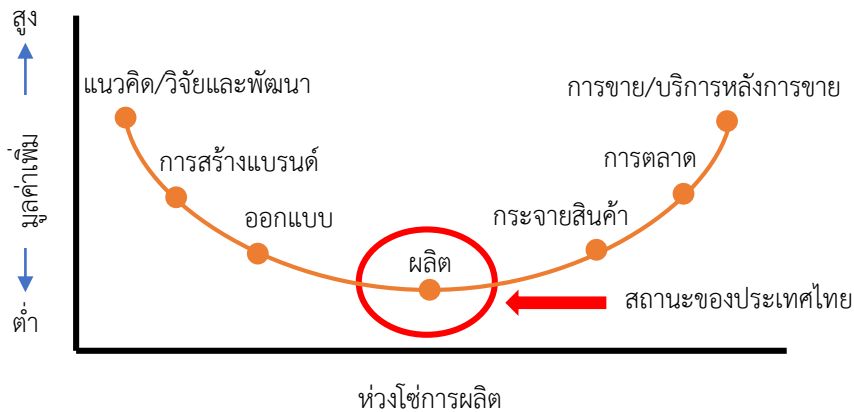 สูง
แนวคิด/วิจัยและพัฒนา
การขาย/บริการหลังการขาย
การสร้างแบรนด์
การตลาด
มูลค่าเพิ่ม
ออกแบบ
กระจายสินค้า
ผลิต
สถานะของประเทศไทย
ต่ำ
ห่วงโซ่การผลิต